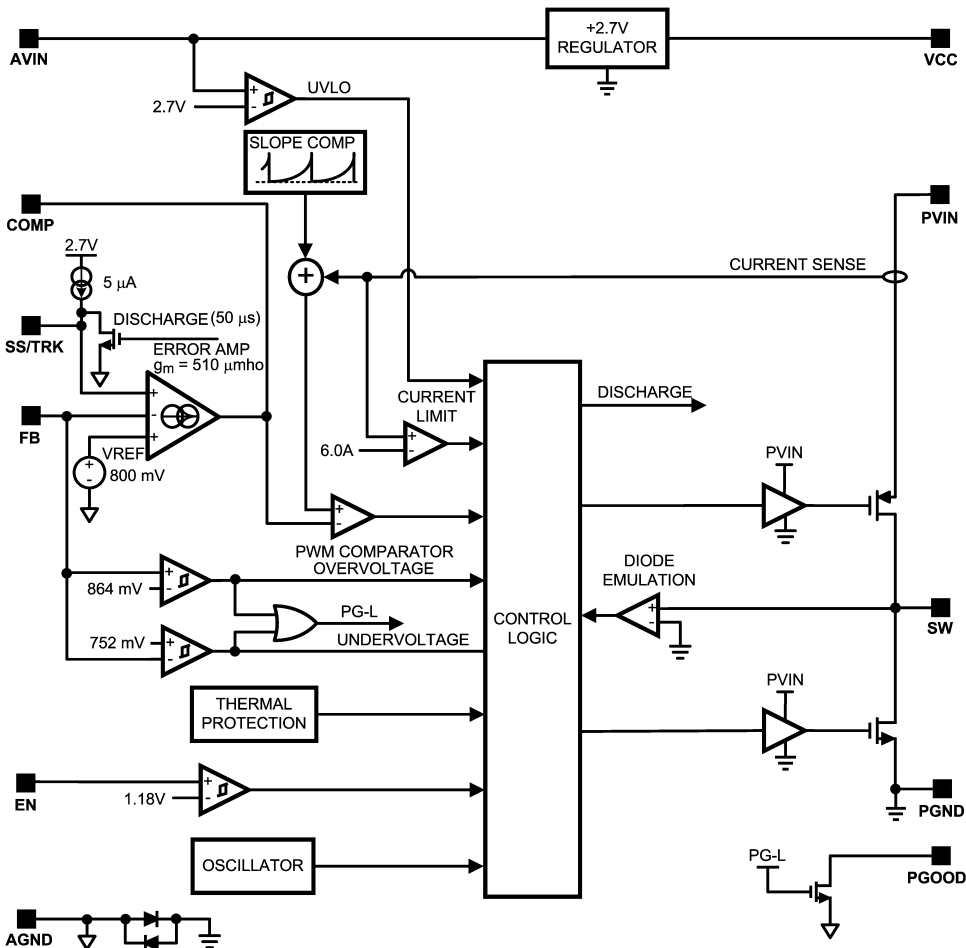 +2.7V
REGULATOR
AVIN
VCC
UVLO
+
-
2.7V
SLOPE COMP
COMP
PVIN
2.7V
5 μA
+
CURRENT SENSE
DISCHARGE (50 μs)
SS/TRK
ERROR AMP
gm = 510 μmho
+
-
+
FB
VREF
800 mV
+
-
CURRENT
LIMIT
6.0A
+
-
DISCHARGE
PVIN
+
-
PWM COMPARATOR
OVERVOLTAGE
864 mV
+
-
PG-L
752 mV
+
-
UNDERVOLTAGE
CONTROL
LOGIC
DIODE
EMULATION
+
-
SW
THERMAL
PROTECTION
PVIN
EN
1.18V
+
-
PGND
OSCILLATOR
PG-L
PGOOD
AGND